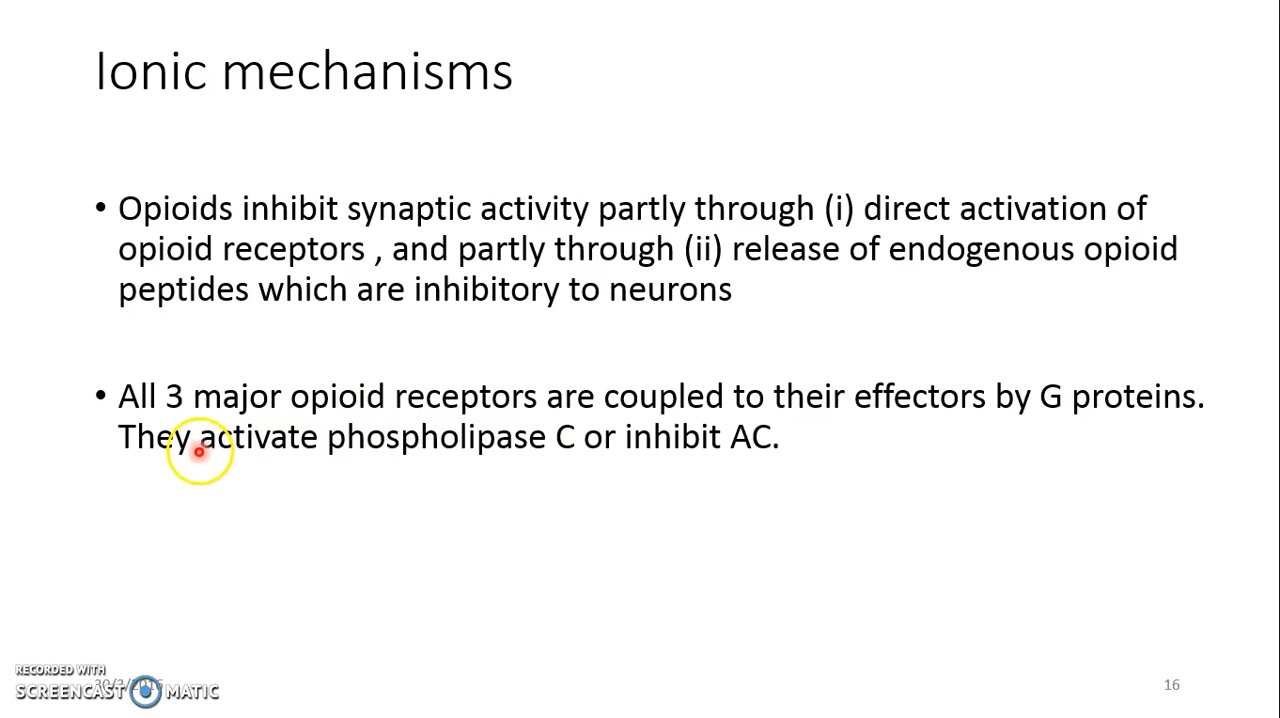 Ionic mechanisms
• Opioids inhibit synaptic activity partly through (i) direct activation of
opioid receptors , and partly through (ii) release of endogenous opioid
peptides which are inhibitory to neurons
• All 3 major opioid receptors are coupled to their effectors by G proteins.
They activate phospholipase C or inhibit AC.
RECORDED WITH
SCREENCAST MATIC
16